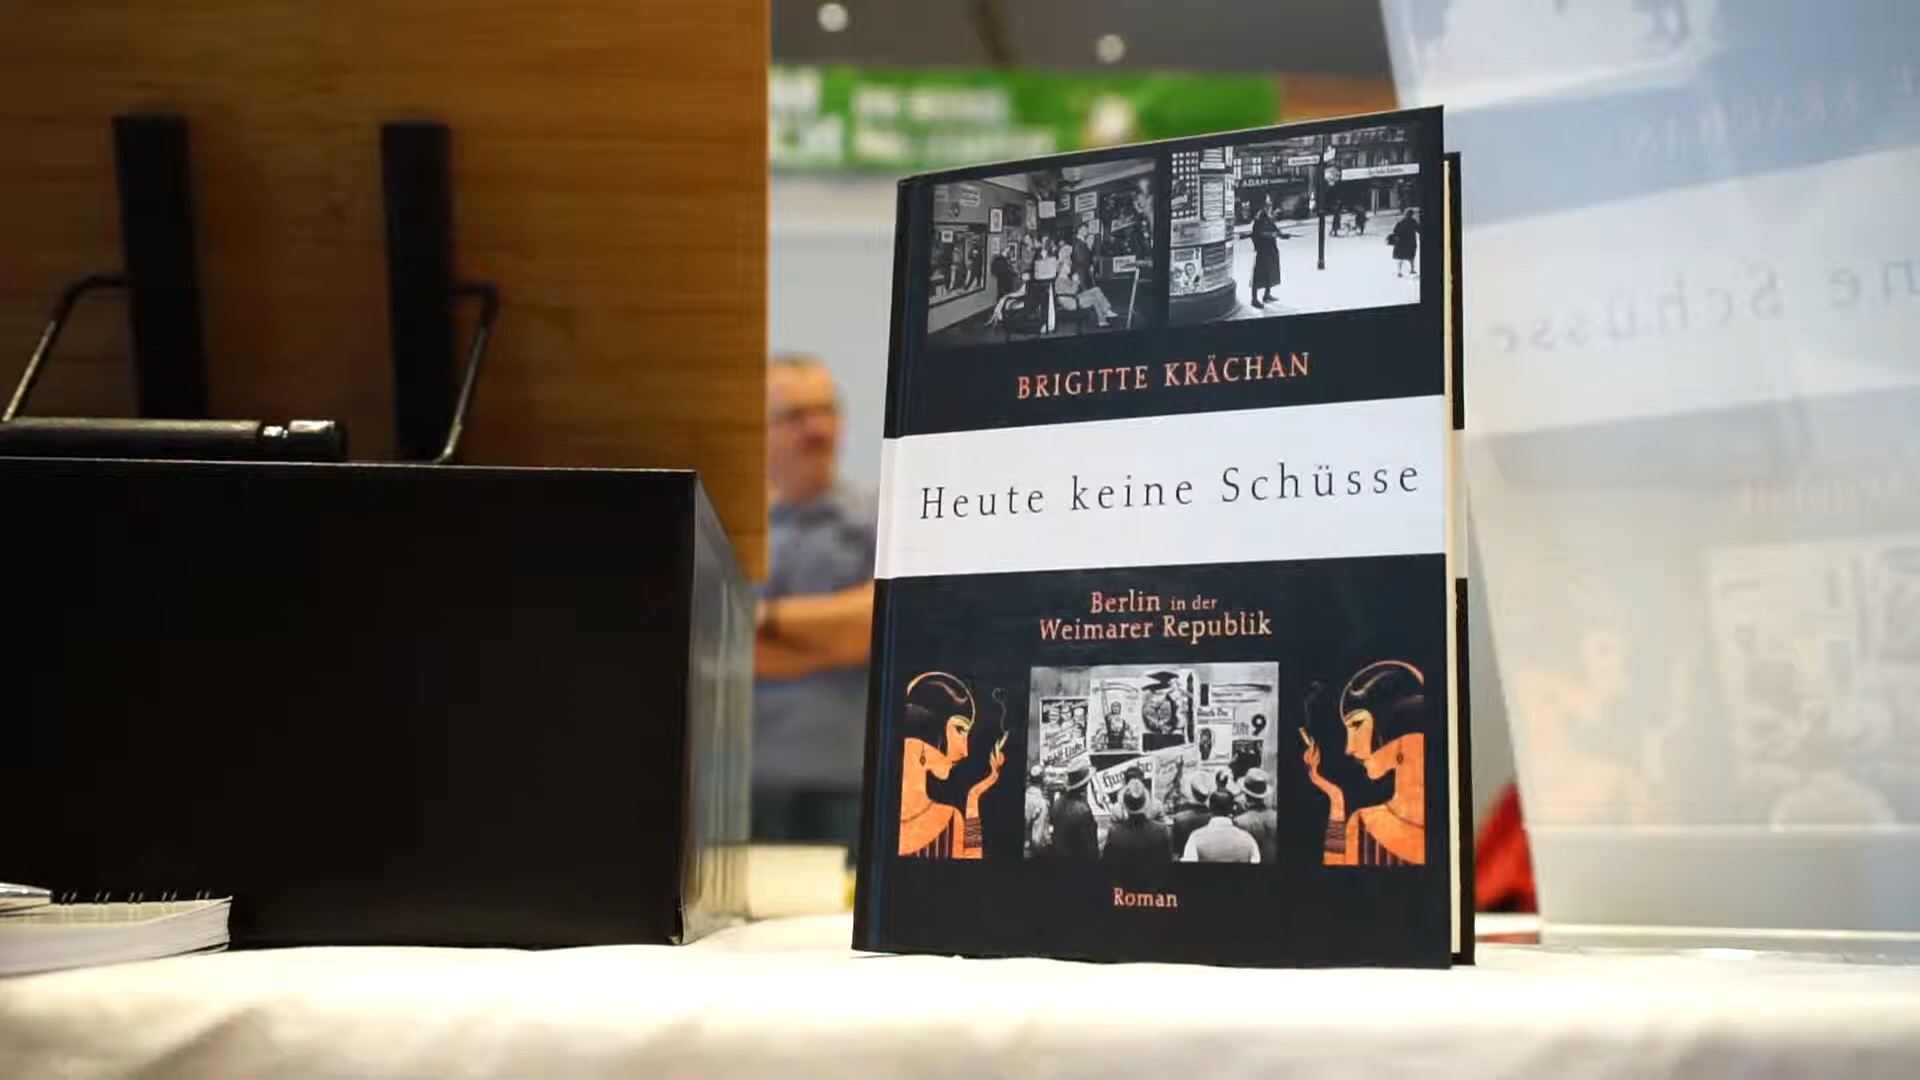 BRIGITTE KRÄCHAN
Heute keine Schüsse
Berlin in der
Weimarer Republik
Roman